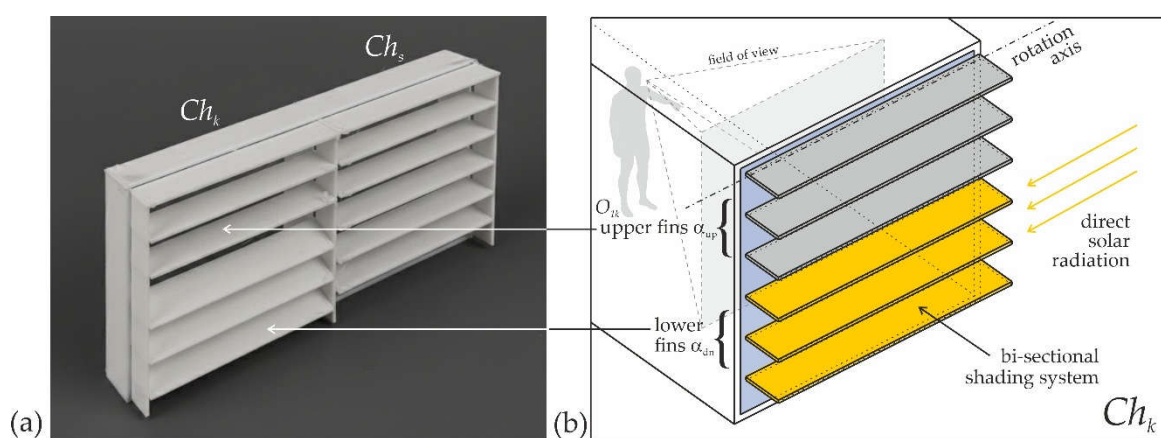 Ch_s
Ch_k
(a)
field of view
rotation
axis
O_tk
upper fins α_up
direct
solar
radiation
lower
fins α_dn
bi-sectional
shading system
(b)
Ch_k